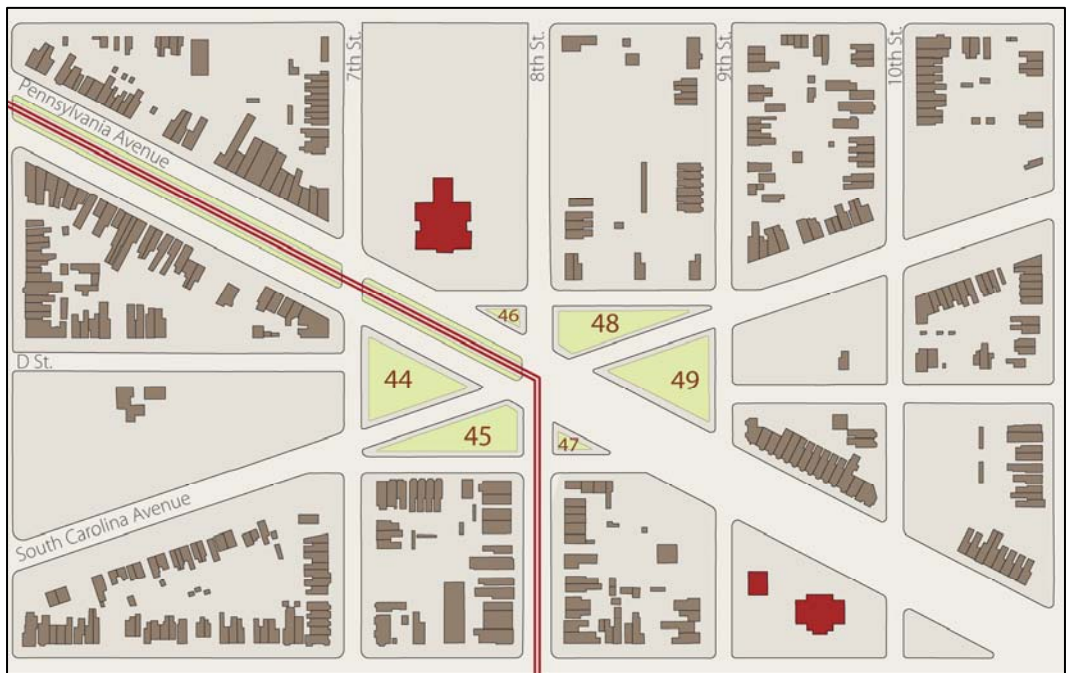 7th St.
8th St.
9th St.
10th St.
Pennsylvania Avenue
46
48
D St.
44
49
45
47
South Carolina Avenue